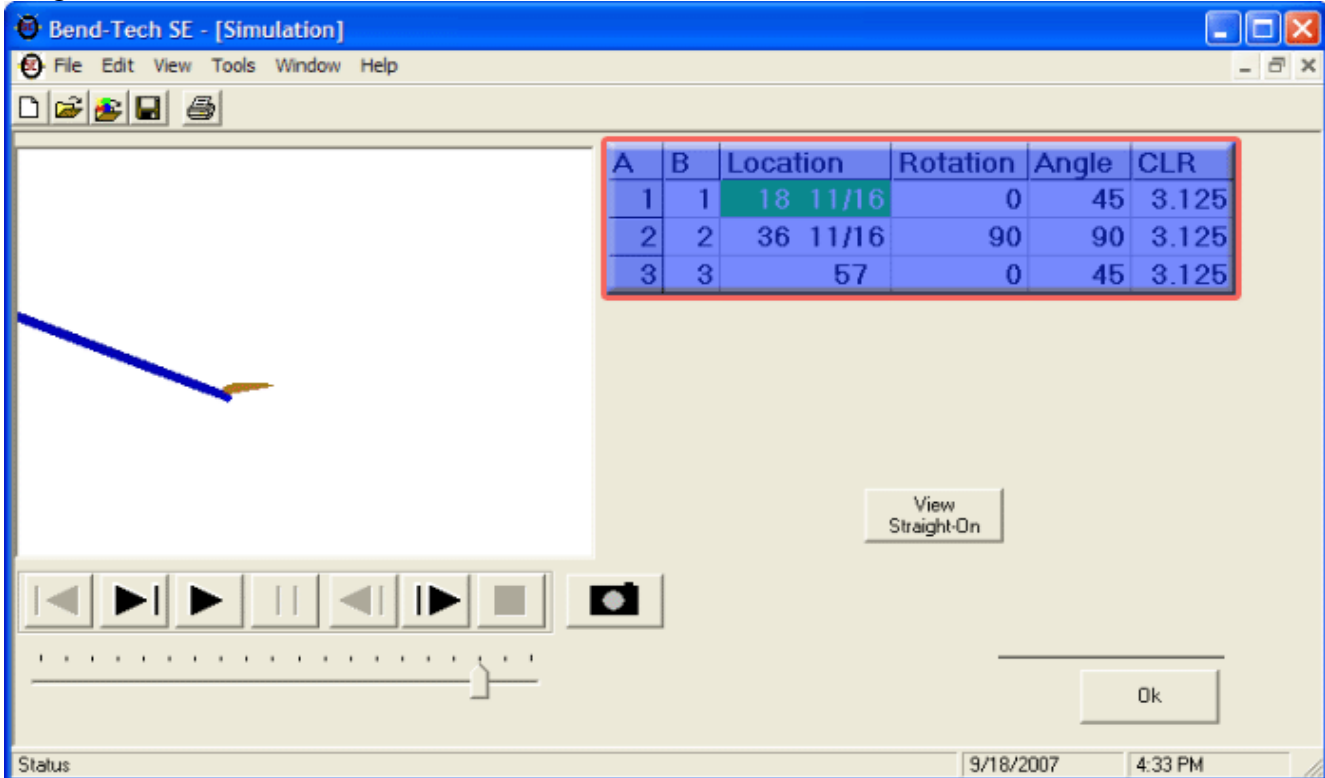 Bend-Tech SE - [Simulation]
File Edit View Tools Window Help
A B Location Rotation Angle CLR
1 1 18 11/16 0 45 3.125
2 2 36 11/16 90 90 3.125
3 3 57 0 45 3.125
View
Straight-On
Ok
Status 9/18/2007 4:33 PM